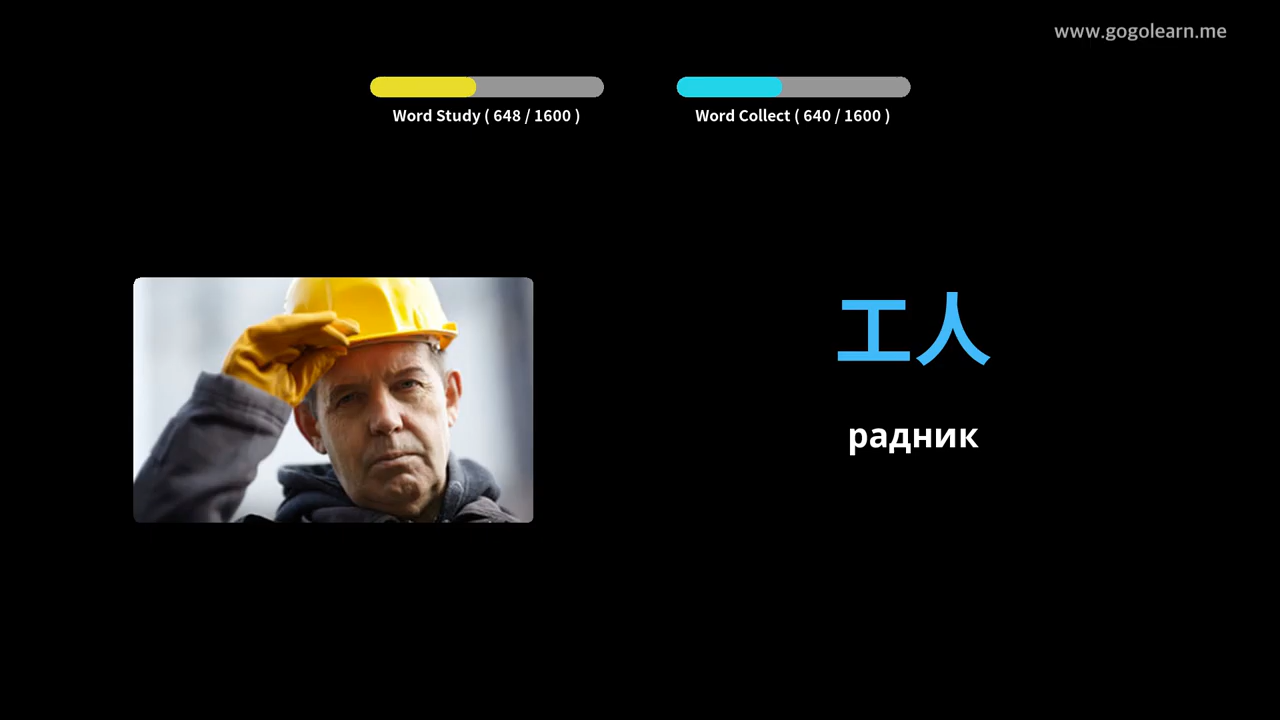 www.gogolearn.me
Word Study ( 648 / 1600 )
Word Collect ( 640 / 1600 )
工人
радник